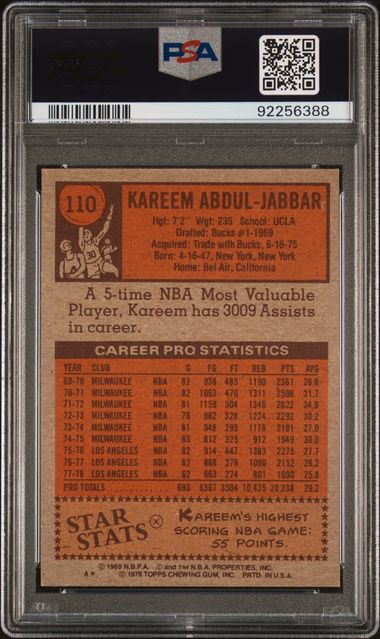 PSA
92256388
110
KAREEM ABDUL-JABBAR
Hgt: 7'2" Wgt: 235 School: UCLA
Drafted: Bucks #1-1969
Acquired: Trade with Bucks, 6-16-75
Born: 4-16-47, New York, New York
Home: Bel Air, California
30
A 5-time NBA Most Valuable
Player, Kareem has 3009 Assists
in career.
CAREER PRO STATISTICS
YEAR CLUB G FG FT REB PTS AVG
69-70 MILWAUKEE NBA 82 938 485 1190 2361 28.8
70-71 MILWAUKEE NBA 82 1063 470 1311 2596 31.7
71-72 MILWAUKEE NBA 81 1159 504 1346 2822 34.8
72-73 MILWAUKEE NBA 76 982 328 1224 2292 30.2
73-74 MILWAUKEE NBA 81 948 295 1178 2191 27.0
74-75 MILWAUKEE NBA 65 812 325 912 1949 30.0
75-76 LOS ANGELES NBA 82 914 447 1383 2275 27.7
76-77 LOS ANGELES NBA 82 888 376 1090 2152 26.2
77-78 LOS ANGELES NBA 62 663 274 801 1600 25.8
PRO TOTALS 693 8367 3504 10,435 20,238 29.2
STAR
STATS
KAREEM'S HIGHEST
SCORING NBA GAME:
55 POINTS.
© 1969 N.B.P.A. © and TM N.B.A. PROPERTIES, INC.
A* © 1978 TOPPS CHEWING GUM, INC. PRTD. IN U.S.A.